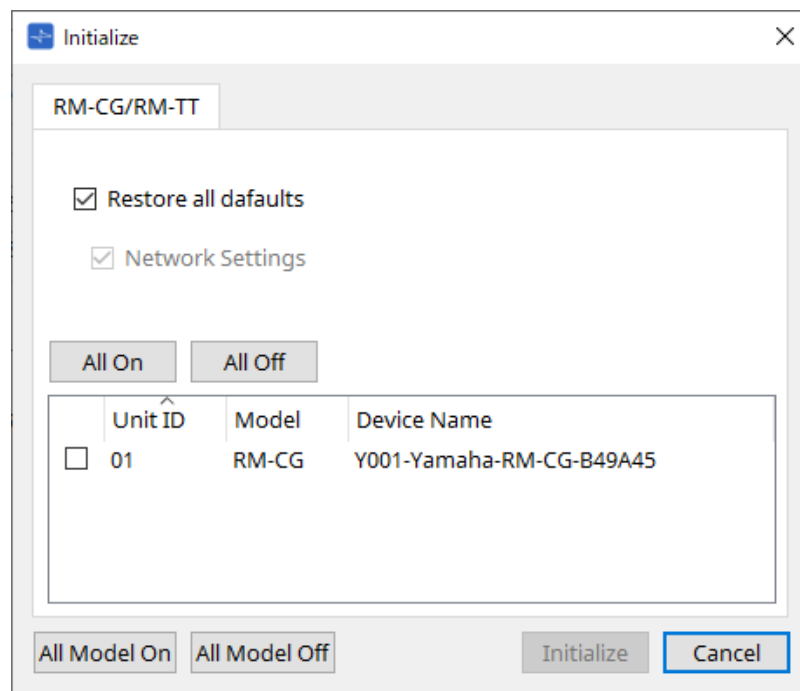 Initialize
RM-CG/RM-TT
Restore all dafaults
Network Settings
All On All Off
Unit ID Model Device Name
01 RM-CG Y001-Yamaha-RM-CG-B49A45
All Model On All Model Off Initialize Cancel